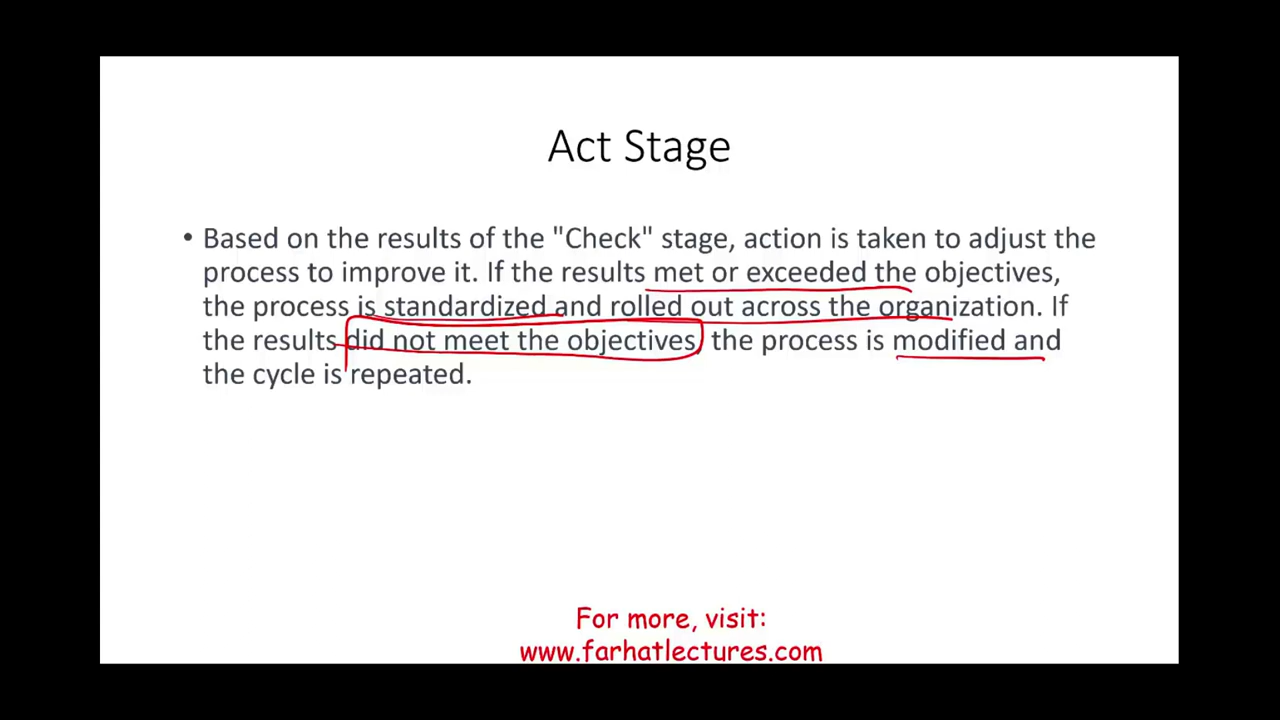 Act Stage
• Based on the results of the "Check" stage, action is taken to adjust the
process to improve it. If the results met or exceeded the objectives,
the process is standardized and rolled out across the organization. If
the results did not meet the objectives, the process is modified and
the cycle is repeated.
For more, visit:
www.farhatlectures.com